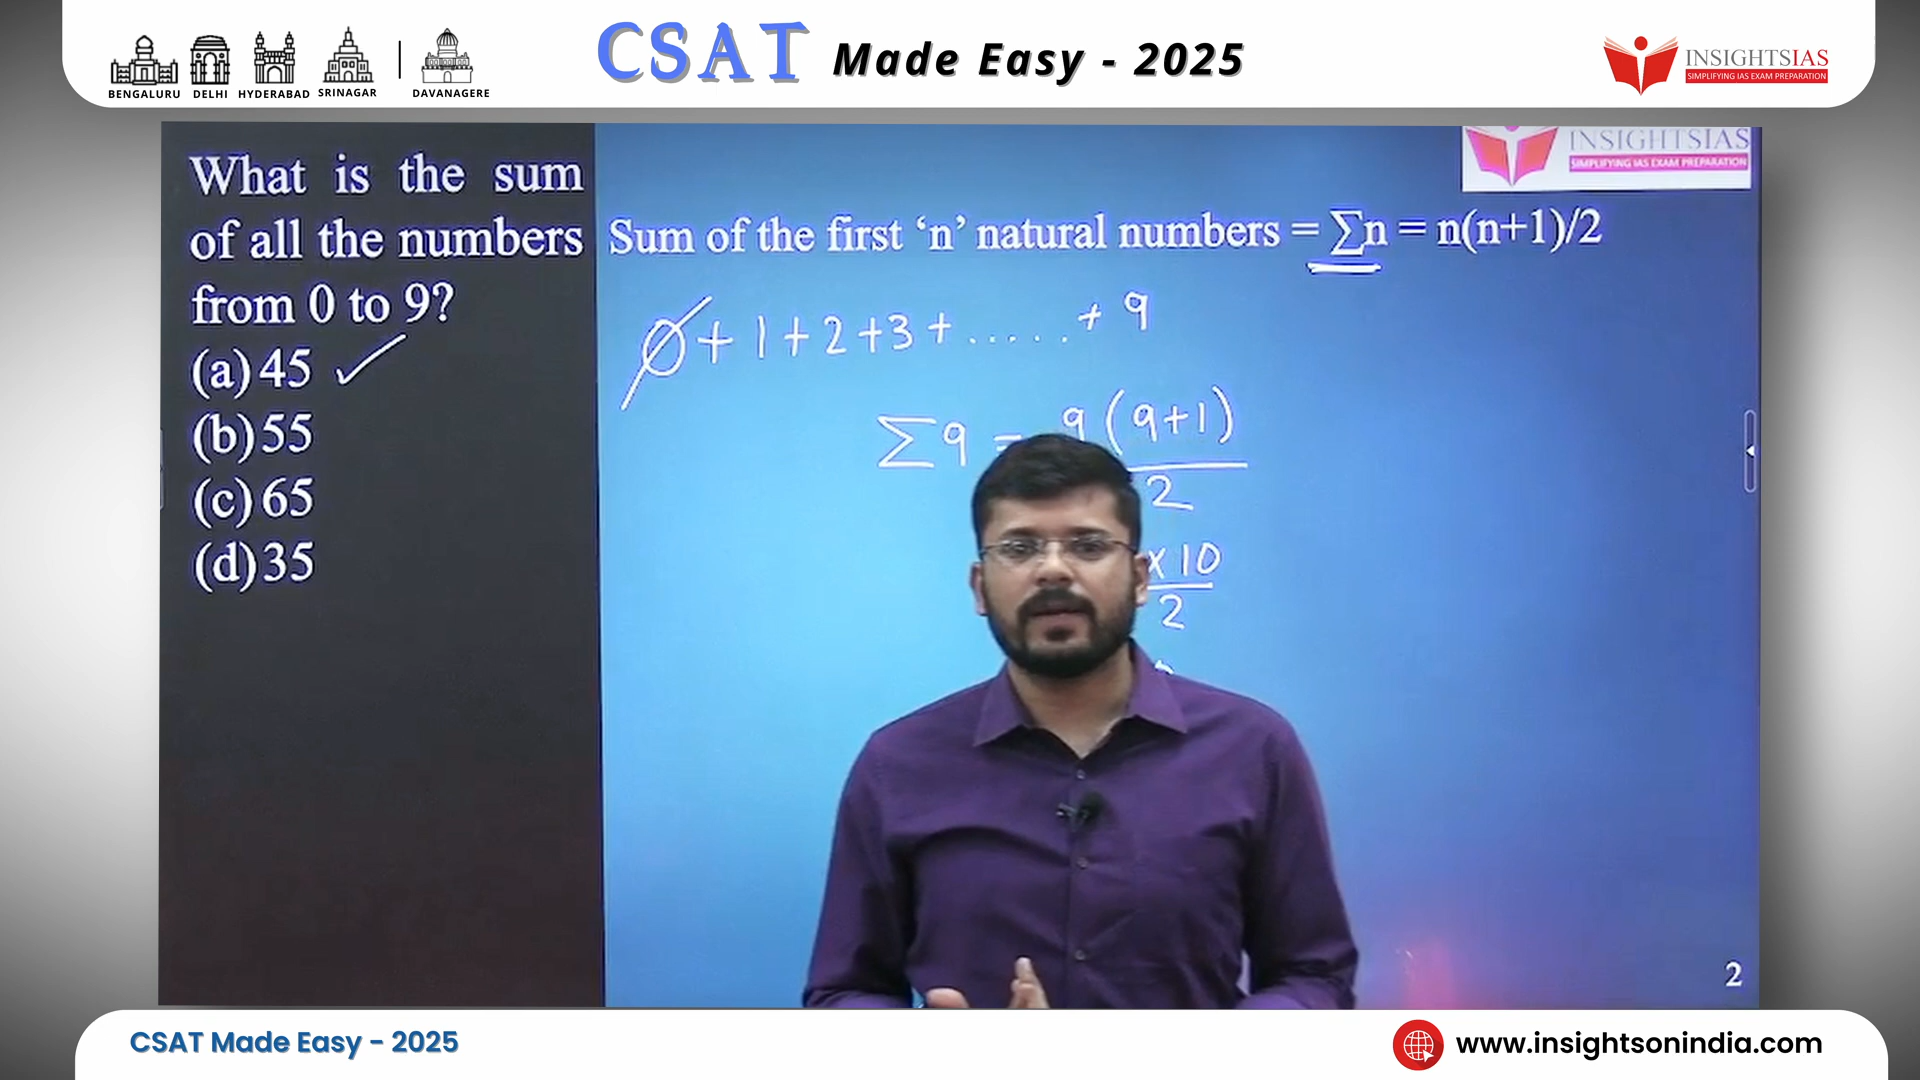 BENGALURU DELHI HYDERABAD SRINAGAR DAVANAGERE
CSAT Made Easy - 2025
INSIGHTSIAS
SIMPLIFYING IAS EXAM PREPARATION
INSIGHTSIAS
SIMPLIFYING IAS EXAM PREPARATION
What is the sum
of all the numbers
from 0 to 9?
(a) 45 ✓
(b) 55
(c) 65
(d) 35
Sum of the first ‘n’ natural numbers = ∑n = n(n+1)/2
0 + 1 + 2 + 3 + ..... + 9
∑9 = 9(9+1)
2
x 10
2
2
CSAT Made Easy - 2025
www.insightsonindia.com